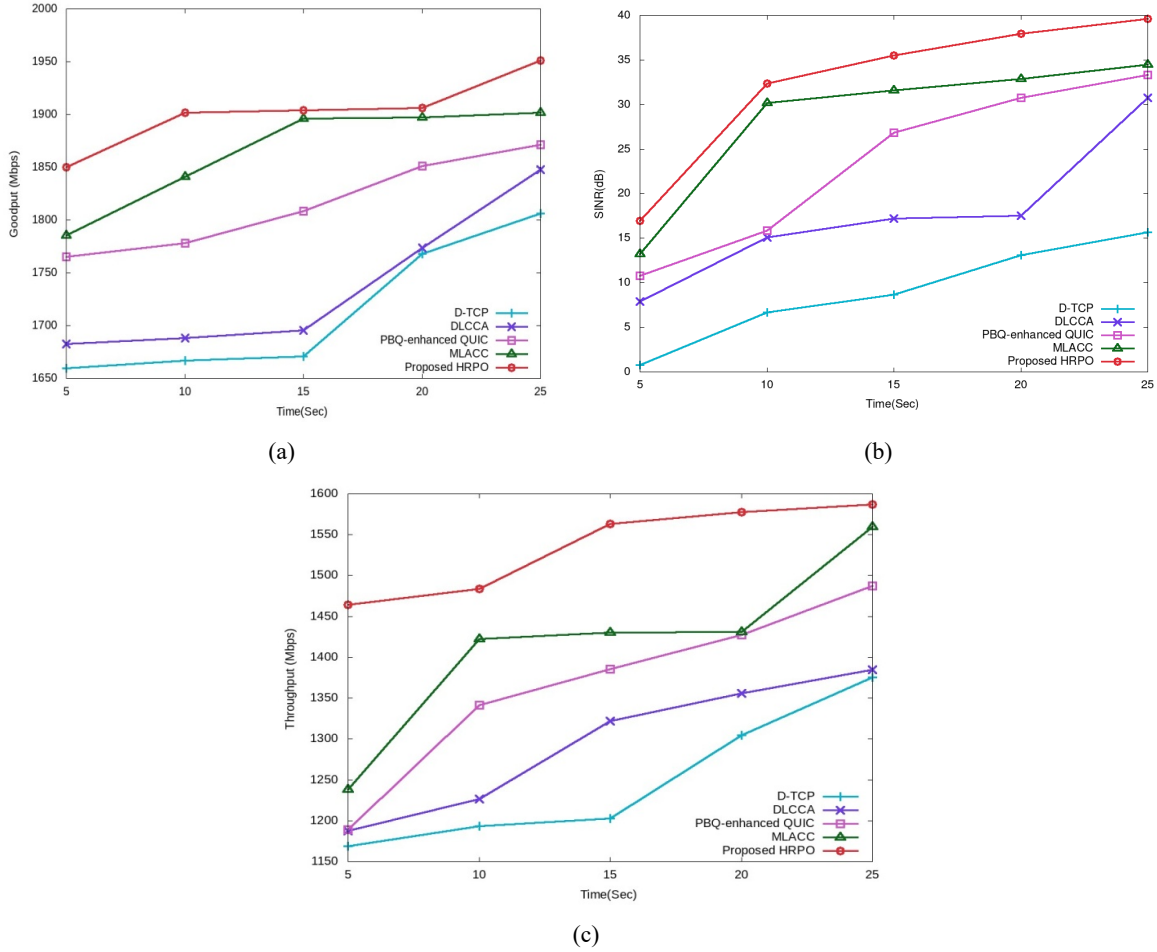 2000
1950
1900
1850
1800
1750
1700
1650
Goodput (Mbps)
D-TCP
DLCCA
PBQ-enhanced QUIC
MLACC
Proposed HRPO
5 10 15 20 25
Time(Sec)
(a)
40
35
30
25
20
15
10
5
0
SINR(dB)
D-TCP
DLCCA
PBQ-enhanced QUIC
MLACC
Proposed HRPO
5 10 15 20 25
Time(Sec)
(b)
1600
1550
1500
1450
1400
1350
1300
1250
1200
1150
Throughput (Mbps)
D-TCP
DLCCA
PBQ-enhanced QUIC
MLACC
Proposed HRPO
5 10 15 20 25
Time(Sec)
(c)